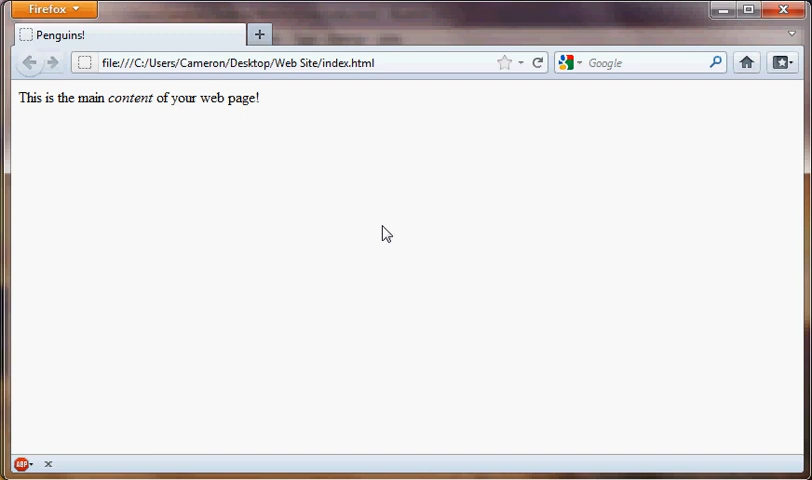 Firefox
Penguins!
file:///C:/Users/Cameron/Desktop/Web Site/index.html
Google
This is the main content of your web page!
ABP